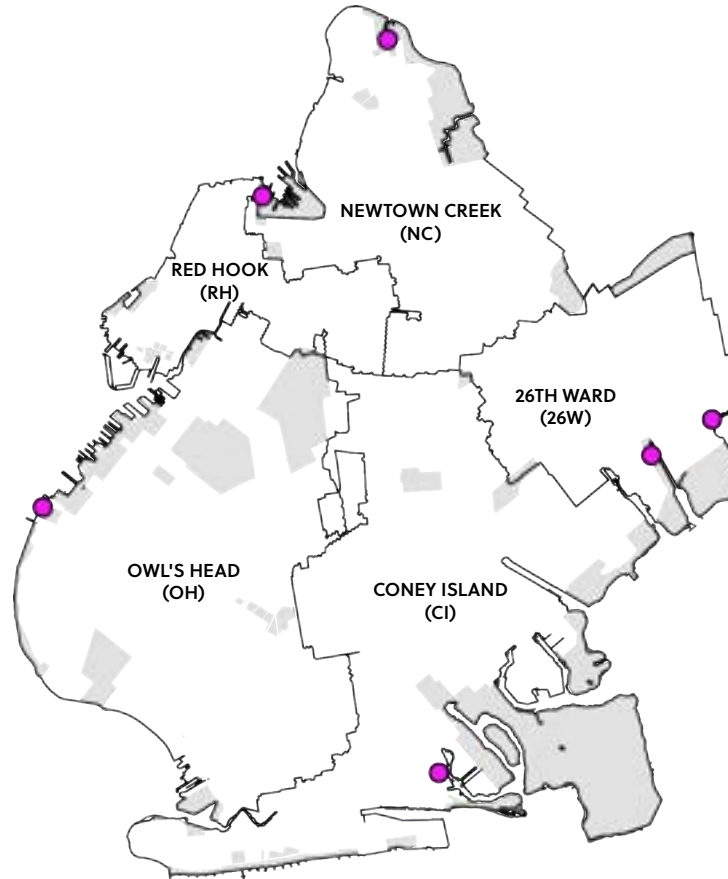 NEWTOWN CREEK
(NC)
RED HOOK
(RH)
26TH WARD
(26W)
OWL'S HEAD
(OH)
CONEY ISLAND
(CI)